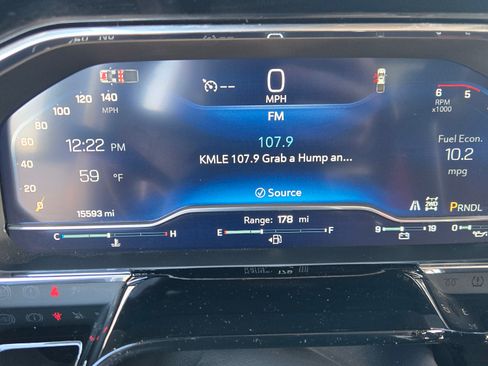 0
MPH
FM
107.9
KMLE 107.9 Grab a Hump an...
Source
120 140
MPH
100
80
60
40
20
0
12:22 PM
59 °F
15593 mi
6 5
RPM
x1000
Fuel Econ.
10.2
mpg
2WD
PRNDL
Range: 178 mi
C H
E F
9 19
0